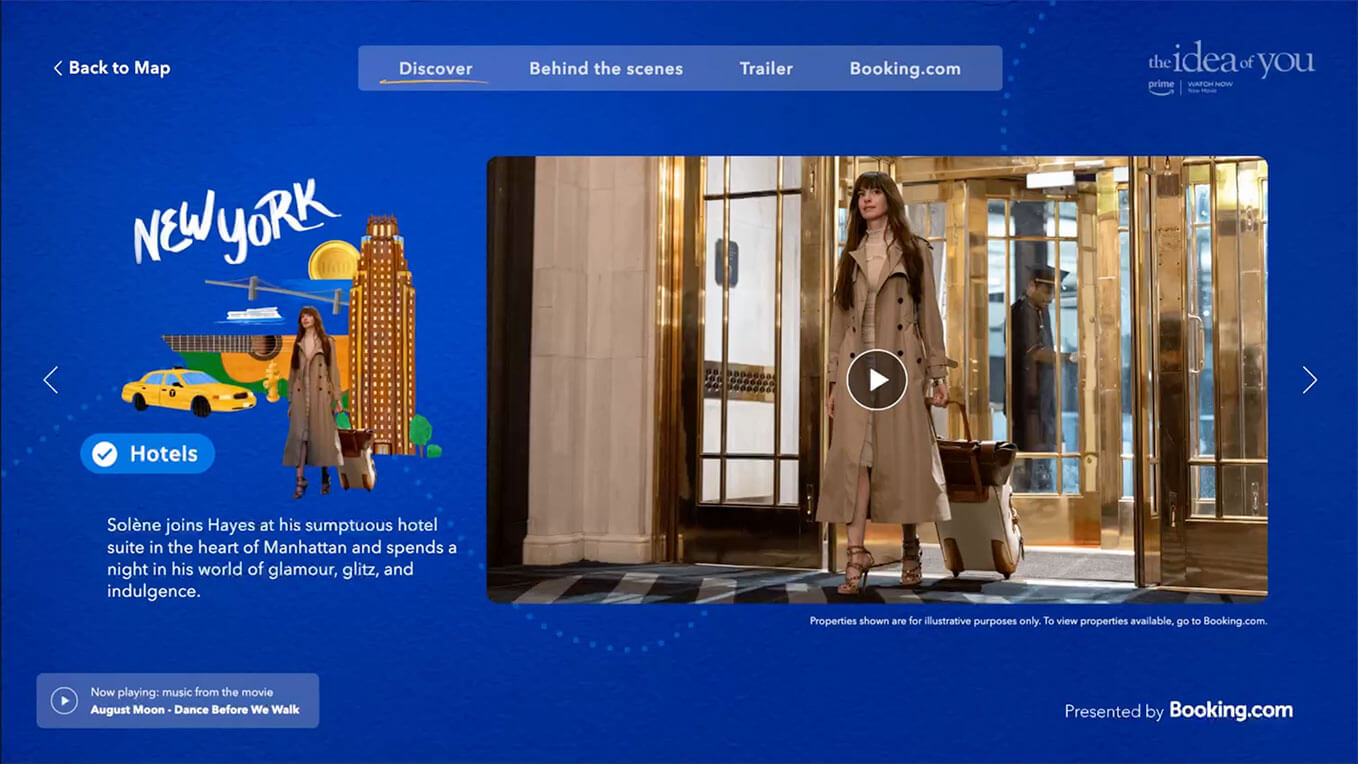 Back to Map
Discover
Behind the scenes
Trailer
Booking.com
the idea of you
prime
WATCH NOW
New Movie
NEW YORK
Hotels
Solène joins Hayes at his sumptuous hotel
suite in the heart of Manhattan and spends a
night in his world of glamour, glitz, and
indulgence.
Properties shown are for illustrative purposes only. To view properties available, go to Booking.com.
Now playing: music from the movie
August Moon - Dance Before We Walk
Presented by Booking.com